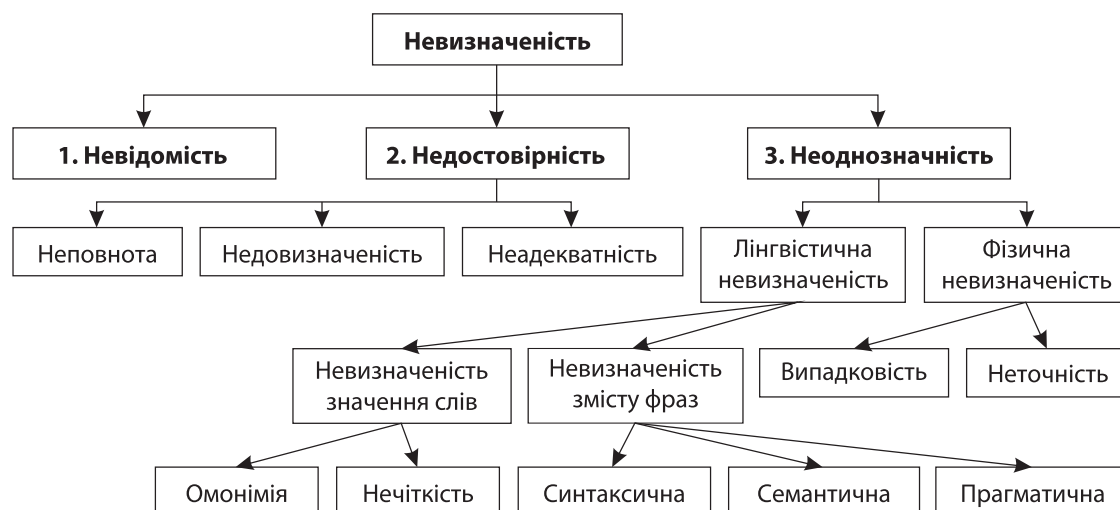 Невизначеність
1. Невідомість
2. Недостовірність
3. Неоднозначність
Неповнота
Недовизначеність
Неадекватність
Лінгвістична
невизначеність
Фізична
невизначеність
Невизначеність
значення слів
Невизначеність
змісту фраз
Випадковість
Неточність
Омонімія
Нечіткість
Синтаксична
Семантична
Прагматична